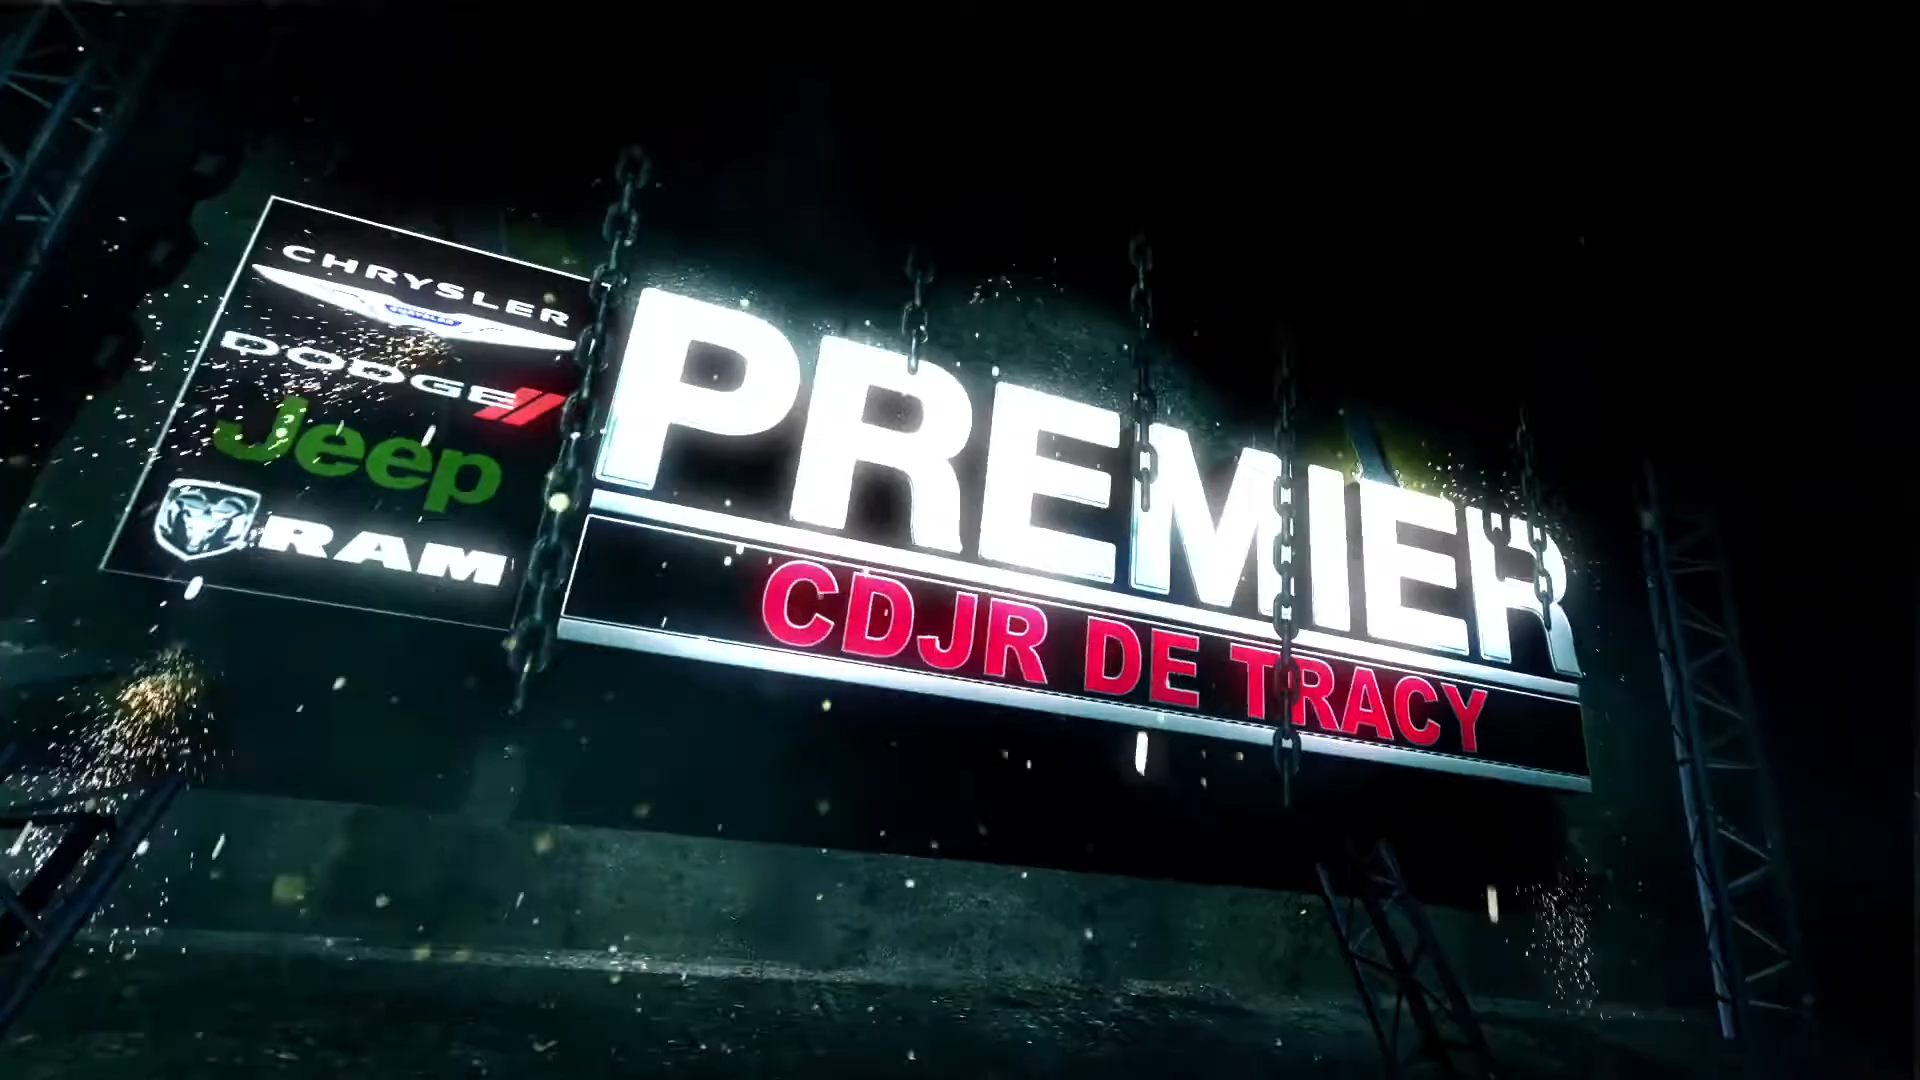 CHRYSLER
DODGE
Jeep
RAM
PREMIER
CDJR DE TRACY